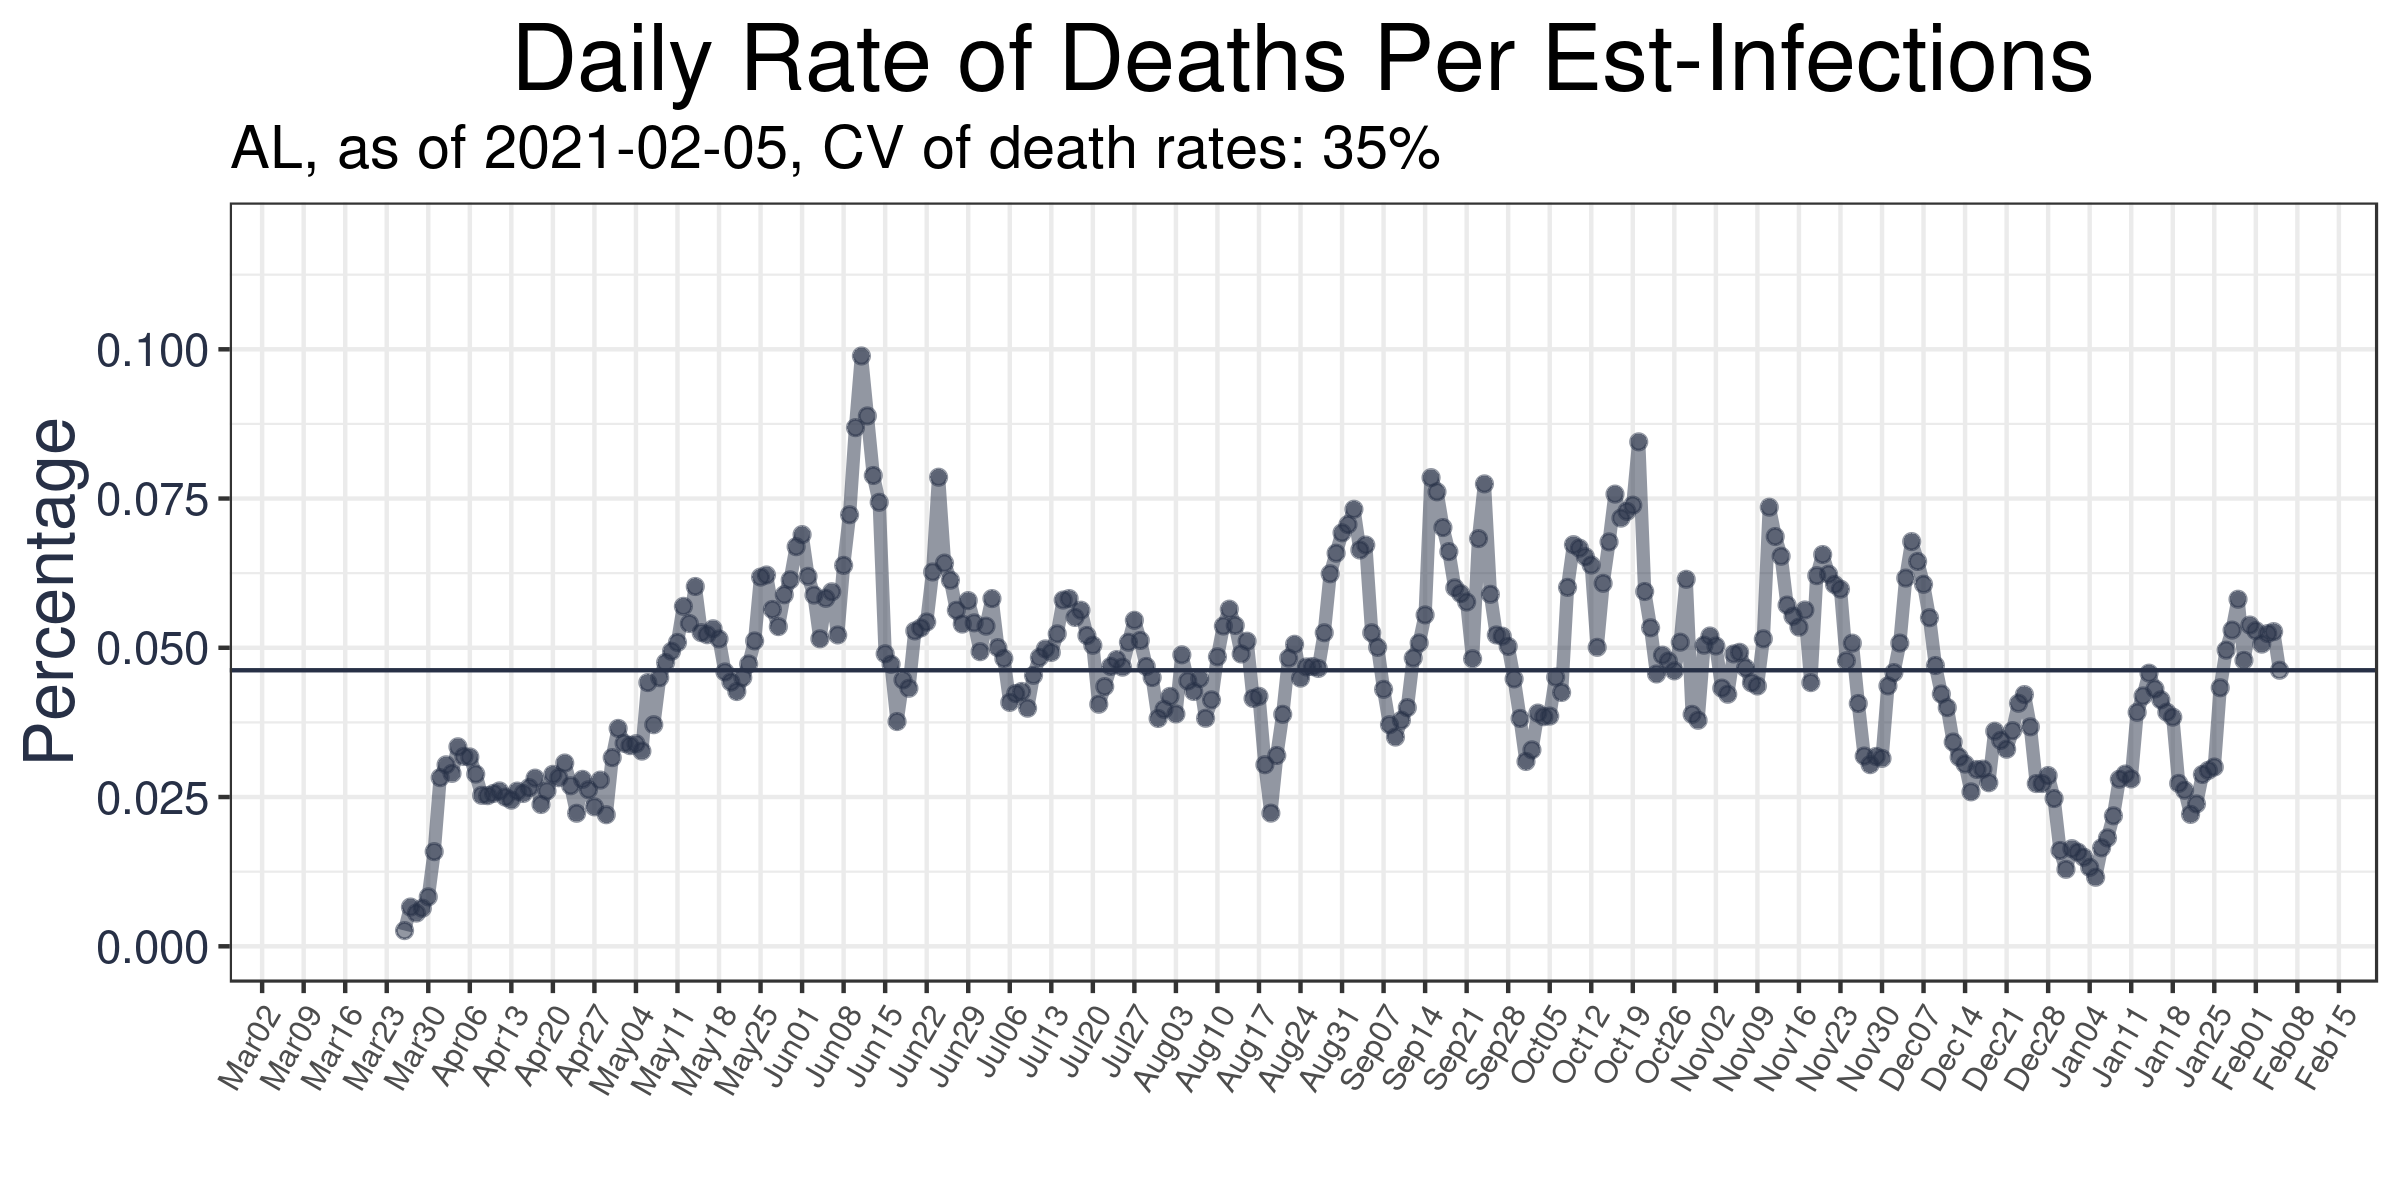 Daily Rate of Deaths Per Est-Infections
AL, as of 2021-02-05, CV of death rates: 35%
Percentage
0.100
0.075
0.050
0.025
0.000
Mar02
Mar09
Mar16
Mar23
Mar30
Apr06
Apr13
Apr20
Apr27
May04
May11
May18
May25
Jun01
Jun08
Jun15
Jun22
Jun29
Jul06
Jul13
Jul20
Jul27
Aug03
Aug10
Aug17
Aug24
Aug31
Sep07
Sep14
Sep21
Sep28
Oct05
Oct12
Oct19
Oct26
Nov02
Nov09
Nov16
Nov23
Nov30
Dec07
Dec14
Dec21
Dec28
Jan04
Jan11
Jan18
Jan25
Feb01
Feb08
Feb15